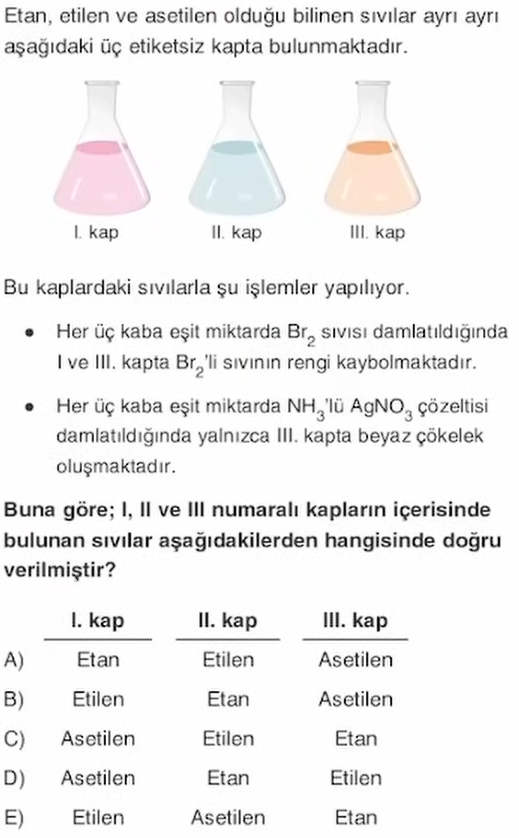 Etan, etilen ve asetilen olduğu bilinen sıvılar ayrı ayrı
aşağıdaki üç etiketsiz kapta bulunmaktadır.
I. kap II. kap III. kap
Bu kaplardaki sıvılarla şu işlemler yapılıyor.
• Her üç kaba eşit miktarda Br₂ sıvısı damlatıldığında
I ve III. kapta Br₂'li sıvının rengi kaybolmaktadır.
• Her üç kaba eşit miktarda NH₃'lü AgNO₃ çözeltisi
damlatıldığında yalnızca III. kapta beyaz çökelek
oluşmaktadır.
Buna göre; I, II ve III numaralı kapların içerisinde
bulunan sıvılar aşağıdakilerden hangisinde doğru
verilmiştir?
I. kap II. kap III. kap
A) Etan Etilen Asetilen
B) Etilen Etan Asetilen
C) Asetilen Etilen Etan
D) Asetilen Etan Etilen
E) Etilen Asetilen Etan